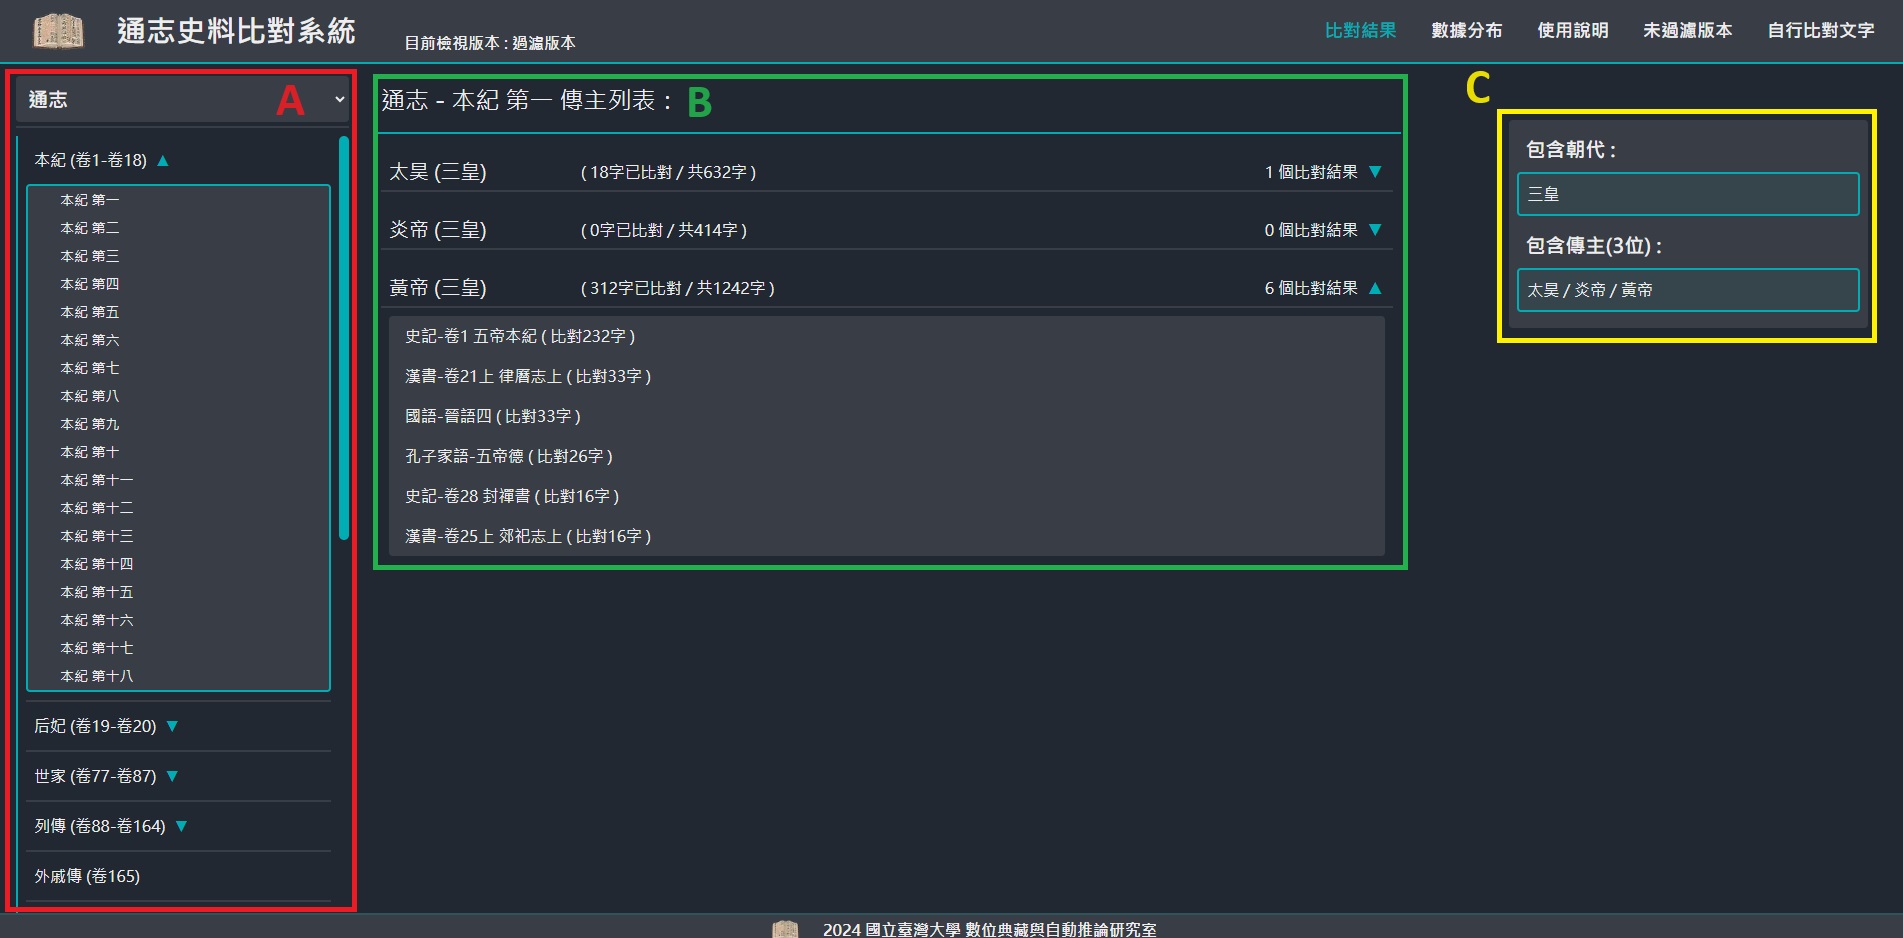 通志史料比對系統
目前檢視版本 : 過濾版本
比對結果
數據分布
使用說明
未過濾版本
自行比對文字
通志
A
本紀 (卷1-卷18) ▲
本紀 第一
本紀 第二
本紀 第三
本紀 第四
本紀 第五
本紀 第六
本紀 第七
本紀 第八
本紀 第九
本紀 第十
本紀 第十一
本紀 第十二
本紀 第十三
本紀 第十四
本紀 第十五
本紀 第十六
本紀 第十七
本紀 第十八
后妃 (卷19-卷20) ▼
世家 (卷77-卷87) ▼
列傳 (卷88-卷164) ▼
外戚傳 (卷165)
通志 - 本紀 第一 傳主列表 : B
太昊 (三皇) ( 18字已比對 / 共632字 ) 1 個比對結果 ▼
炎帝 (三皇) ( 0字已比對 / 共414字 ) 0 個比對結果 ▼
黃帝 (三皇) ( 312字已比對 / 共1242字 ) 6 個比對結果 ▲
史記-卷1 五帝本紀 ( 比對232字 )
漢書-卷21上 律曆志上 ( 比對33字 )
國語-晉語四 ( 比對33字 )
孔子家語-五帝德 ( 比對26字 )
史記-卷28 封禪書 ( 比對16字 )
漢書-卷25上 郊祀志上 ( 比對16字 )
C
包含朝代 :
三皇
包含傳主(3位) :
太昊 / 炎帝 / 黃帝
2024 國立臺灣大學 數位典藏與自動推論研究室